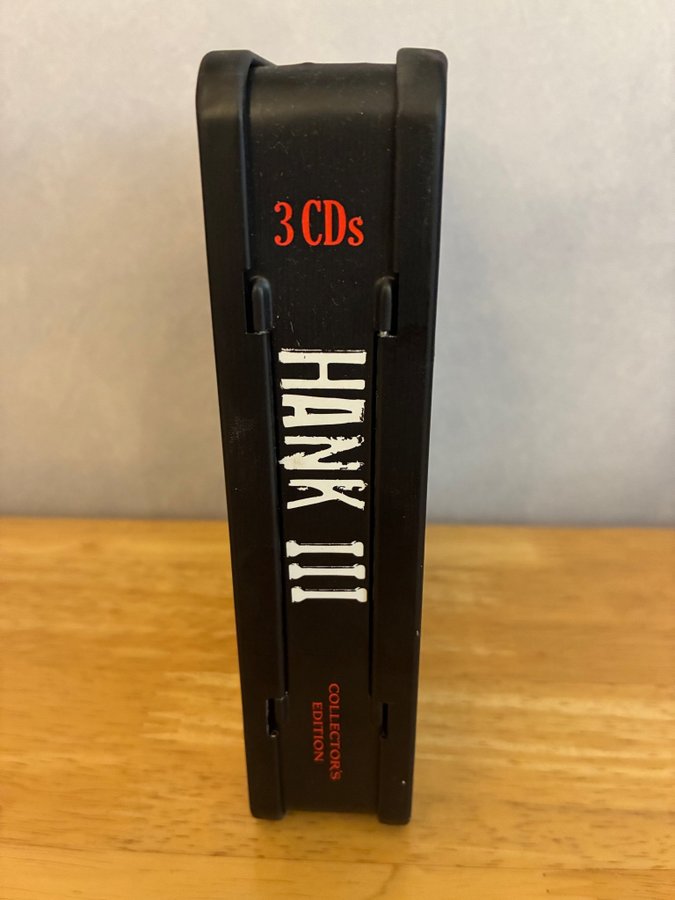 3 CDs
HANK III
COLLECTOR'S
EDITION